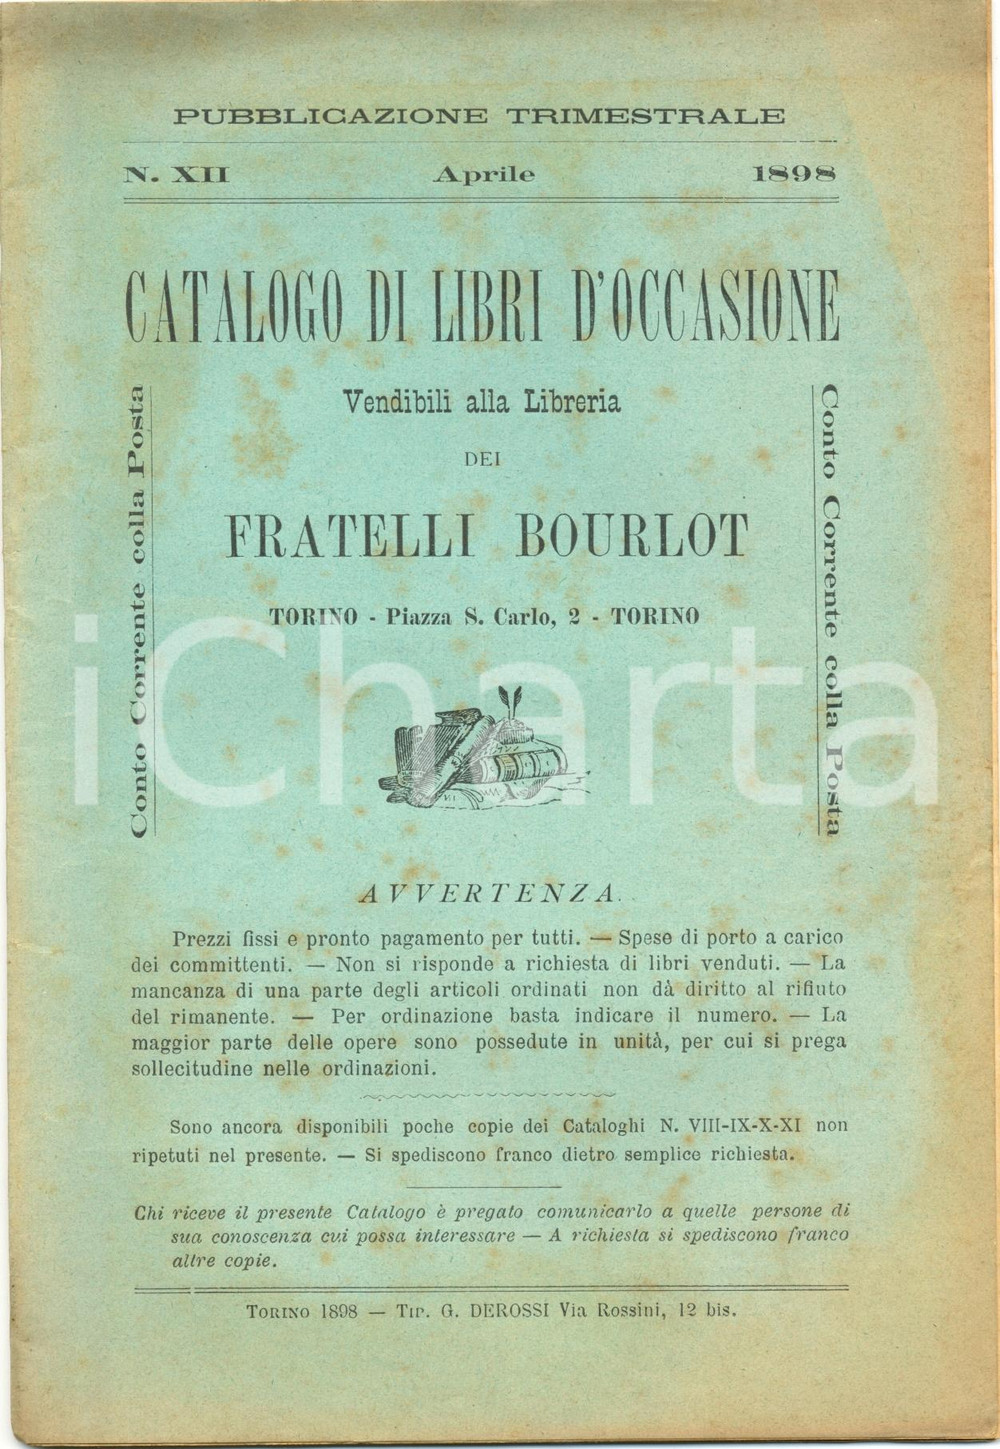 PUBBLICAZIONE TRIMESTRALE
N. XII Aprile 1898
CATALOGO DI LIBRI D'OCCASIONE
Vendibili alla Libreria
DEI
FRATELLI BOURLOT
TORINO - Piazza S. Carlo, 2 - TORINO
Conto Corrente colla Posta
Conto Corrente colla Posta
iCharta
AVVERTENZA.
Prezzi fissi e pronto pagamento per tutti. — Spese di porto a carico
dei committenti. — Non si risponde a richiesta di libri venduti. — La
mancanza di una parte degli articoli ordinati non dà diritto al rifiuto
del rimanente. — Per ordinazione basta indicare il numero. — La
maggior parte delle opere sono possedute in unità, per cui si prega
sollecitudine nelle ordinazioni.
Sono ancora disponibili poche copie dei Cataloghi N. VIII-IX-X-XI non
ripetuti nel presente. — Si spediscono franco dietro semplice richiesta.
Chi riceve il presente Catalogo è pregato comunicarlo a quelle persone di
sua conoscenza cui possa interessare — A richiesta si spediscono franco
altre copie.
TORINO 1898 — TIP. G. DEROSSI Via Rossini, 12 bis.